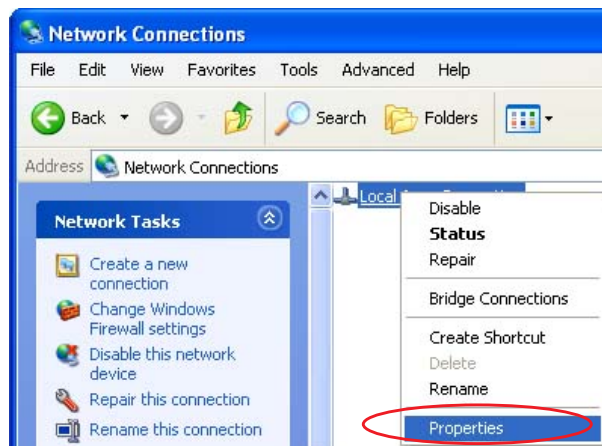 Network Connections
File Edit View Favorites Tools Advanced Help
Back Search Folders
Address Network Connections
Network Tasks
Create a new
connection
Change Windows
Firewall settings
Disable this network
device
Repair this connection
Rename this connection
Local
Disable
Status
Repair
Bridge Connections
Create Shortcut
Delete
Rename
Properties